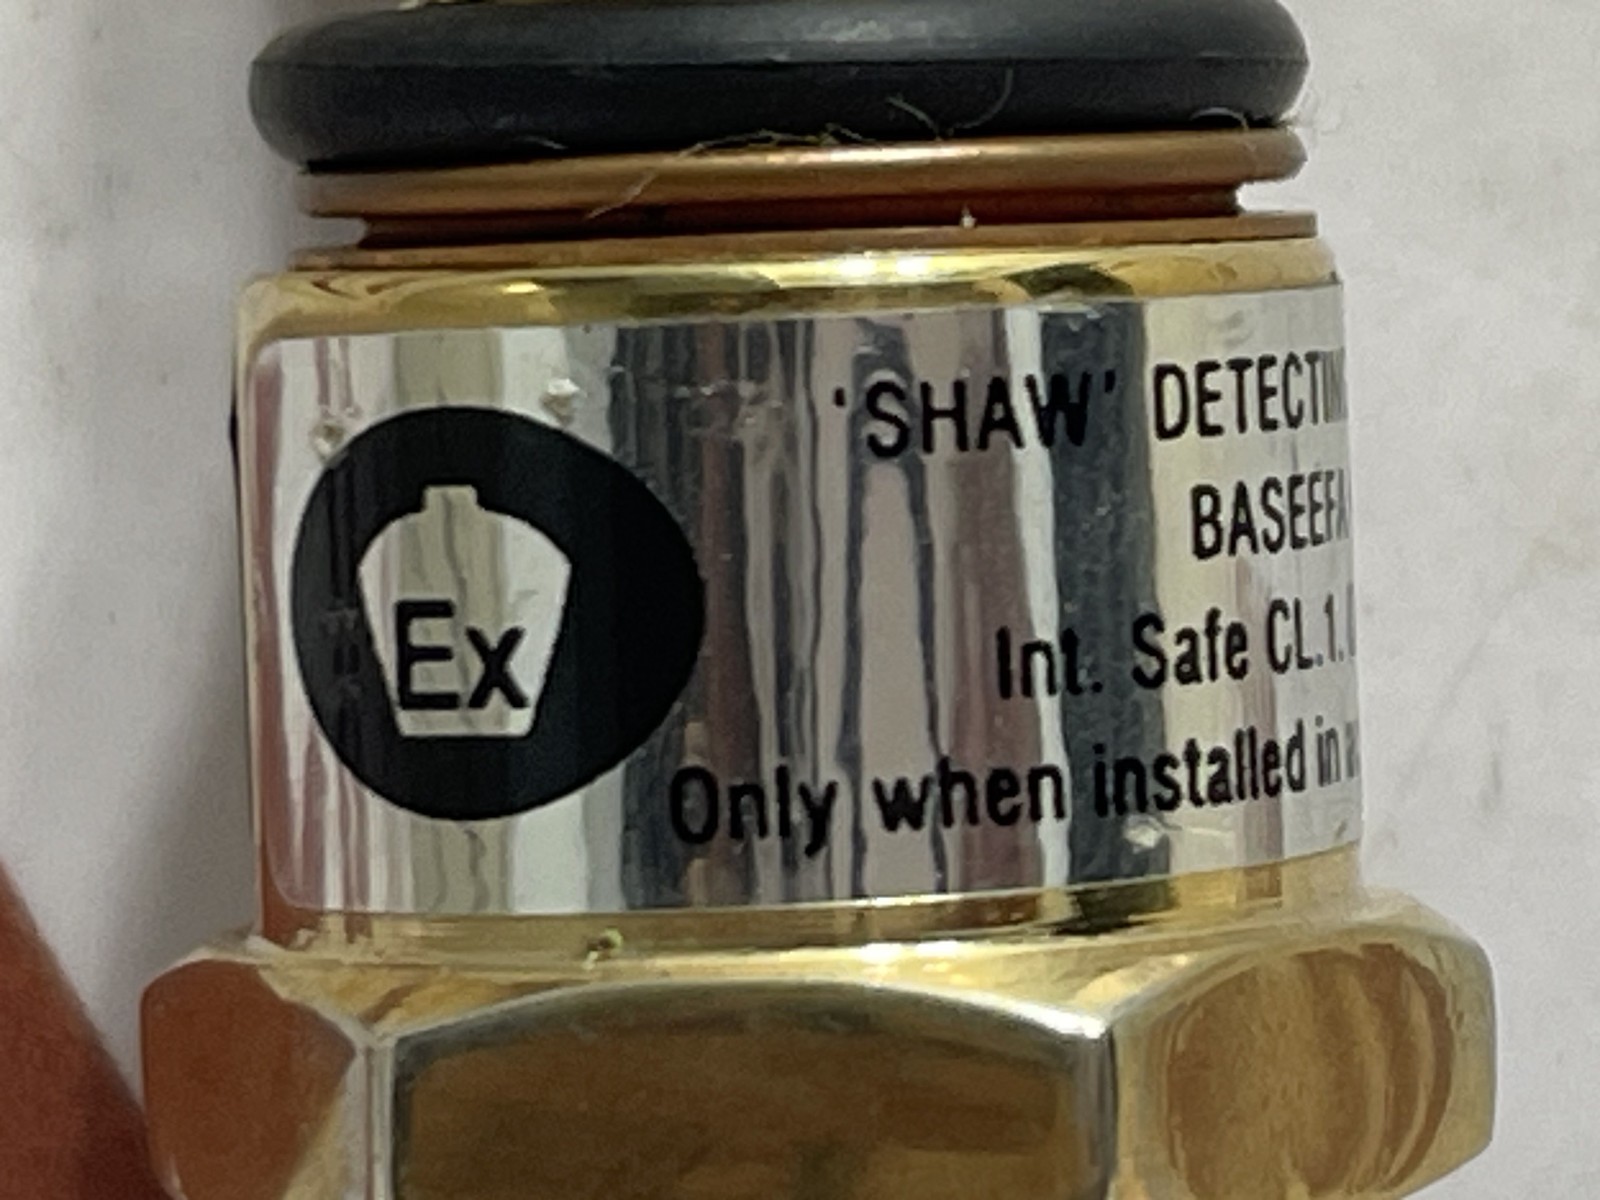 'SHAW' DETECTIN
BASEEFA
Int. Safe CL.1.
Only when installed in
Ex